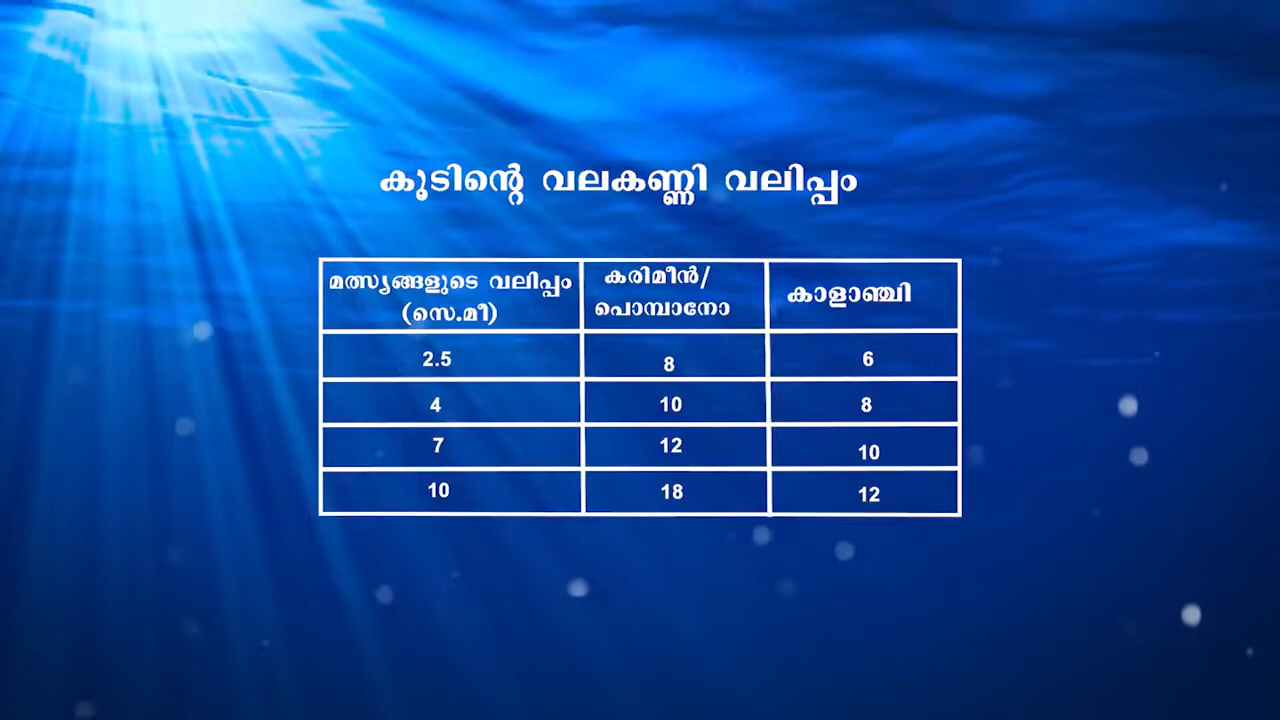 കൂടിന്റെ വലകണ്ണി വലിപ്പം
മത്സ്യങ്ങളുടെ വലിപ്പം (സെ.മീ) കരിമീൻ/ പൊമ്പാനോ കാളാഞ്ചി
2.5 8 6
4 10 8
7 12 10
10 18 12